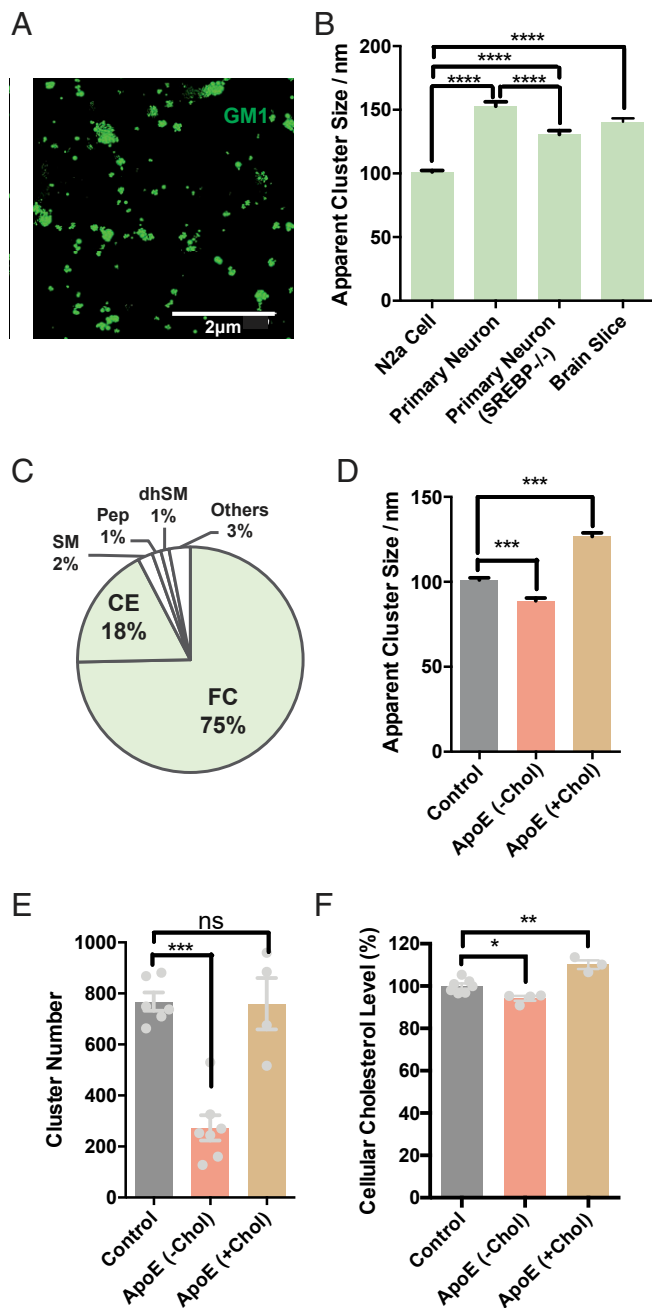 A
GM1
2μm
B
Apparent Cluster Size / nm
200
150
100
50
0
****
****
****
****
N2a Cell
Primary Neuron
Primary Neuron
(SREBP-/-)
Brain Slice
C
dhSM
1%
Others
3%
Pep
1%
SM
2%
CE
18%
FC
75%
D
Apparent Cluster Size / nm
150
100
50
0
***
***
Control
ApoE (-Chol)
ApoE (+Chol)
E
Cluster Number
1000
800
600
400
200
0
ns
***
Control
ApoE (-Chol)
ApoE (+Chol)
F
Cellular Cholesterol Level (%)
120
100
80
60
40
20
0
**
*
Control
ApoE (-Chol)
ApoE (+Chol)